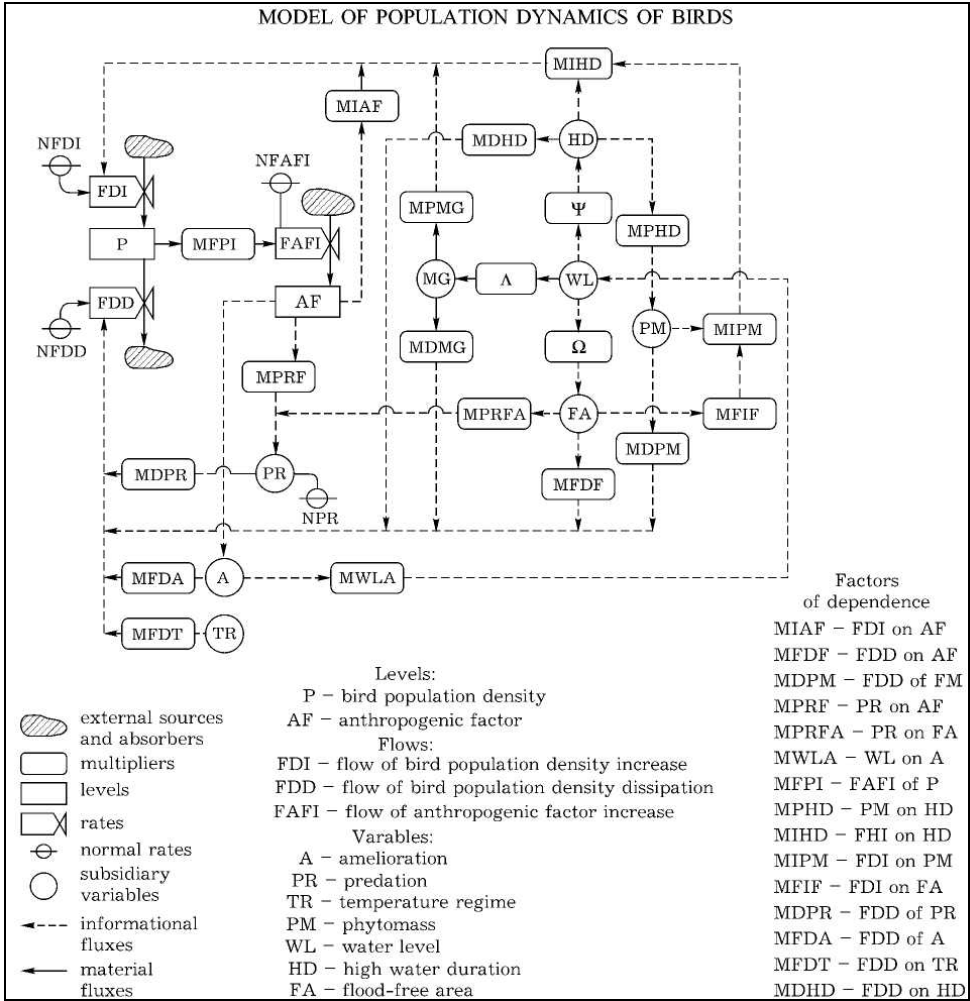 MODEL OF POPULATION DYNAMICS OF BIRDS
MIHD
MIAF
MDHD
HD
NFDI
NFAFI
FDI
MPMG
Ψ
MPHD
P
MFPI
FAFI
MG
Λ
WL
FDD
AF
PM
MIPM
NFDD
MDMG
Ω
MPRF
MPRFA
FA
MFIF
MDPM
MDPR
PR
MFDF
NPR
MFDA
A
MWLA
MFDT
TR
external sources
and absorbers
multipliers
levels
rates
normal rates
subsidiary
variables
informational
fluxes
material
fluxes
Levels:
P – bird population density
AF – anthropogenic factor
Flows:
FDI – flow of bird population density increase
FDD – flow of bird population density dissipation
FAFI – flow of anthropogenic factor increase
Varables:
A – amelioration
PR – predation
TR – temperature regime
PM – phytomass
WL – water level
HD – high water duration
FA – flood-free area
Factors
of dependence
MIAF – FDI on AF
MFDF – FDD on AF
MDPM – FDD of FM
MPRF – PR on AF
MPRFA – PR on FA
MWLA – WL on A
MFPI – FAFI of P
MPHD – PM on HD
MIHD – FHI on HD
MIPM – FDI on PM
MFIF – FDI on FA
MDPR – FDD of PR
MFDA – FDD of A
MFDT – FDD on TR
MDHD – FDD on HD